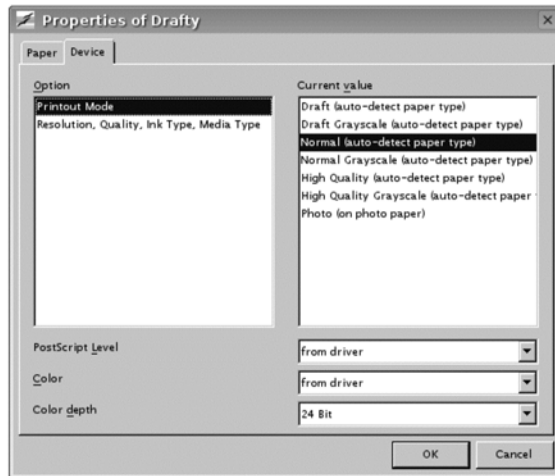 Properties of Drafty
Paper Device
Option
Printout Mode
Resolution, Quality, Ink Type, Media Type
Current value
Draft (auto-detect paper type)
Draft Grayscale (auto-detect paper type)
Normal (auto-detect paper type)
Normal Grayscale (auto-detect paper type)
High Quality (auto-detect paper type)
High Quality Grayscale (auto-detect paper
Photo (on photo paper)
PostScript Level from driver
Color from driver
Color depth 24 Bit
OK Cancel